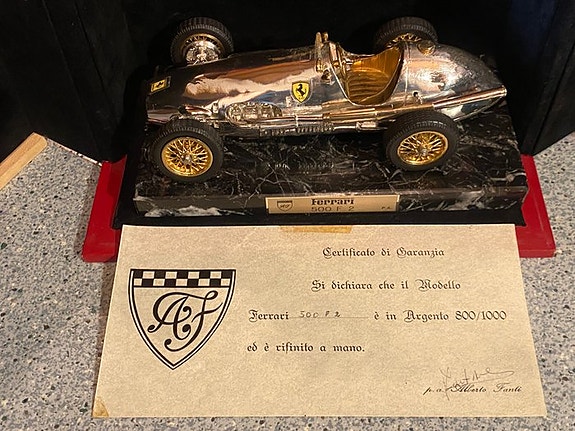 Ferrari
500 F 2
Certificato di Garanzia
Si dichiara che il Modello
Ferrari 500 F 2 è in Argento 800/1000
ed è rifinito a mano.
AF
p.a. Alberto Fanti